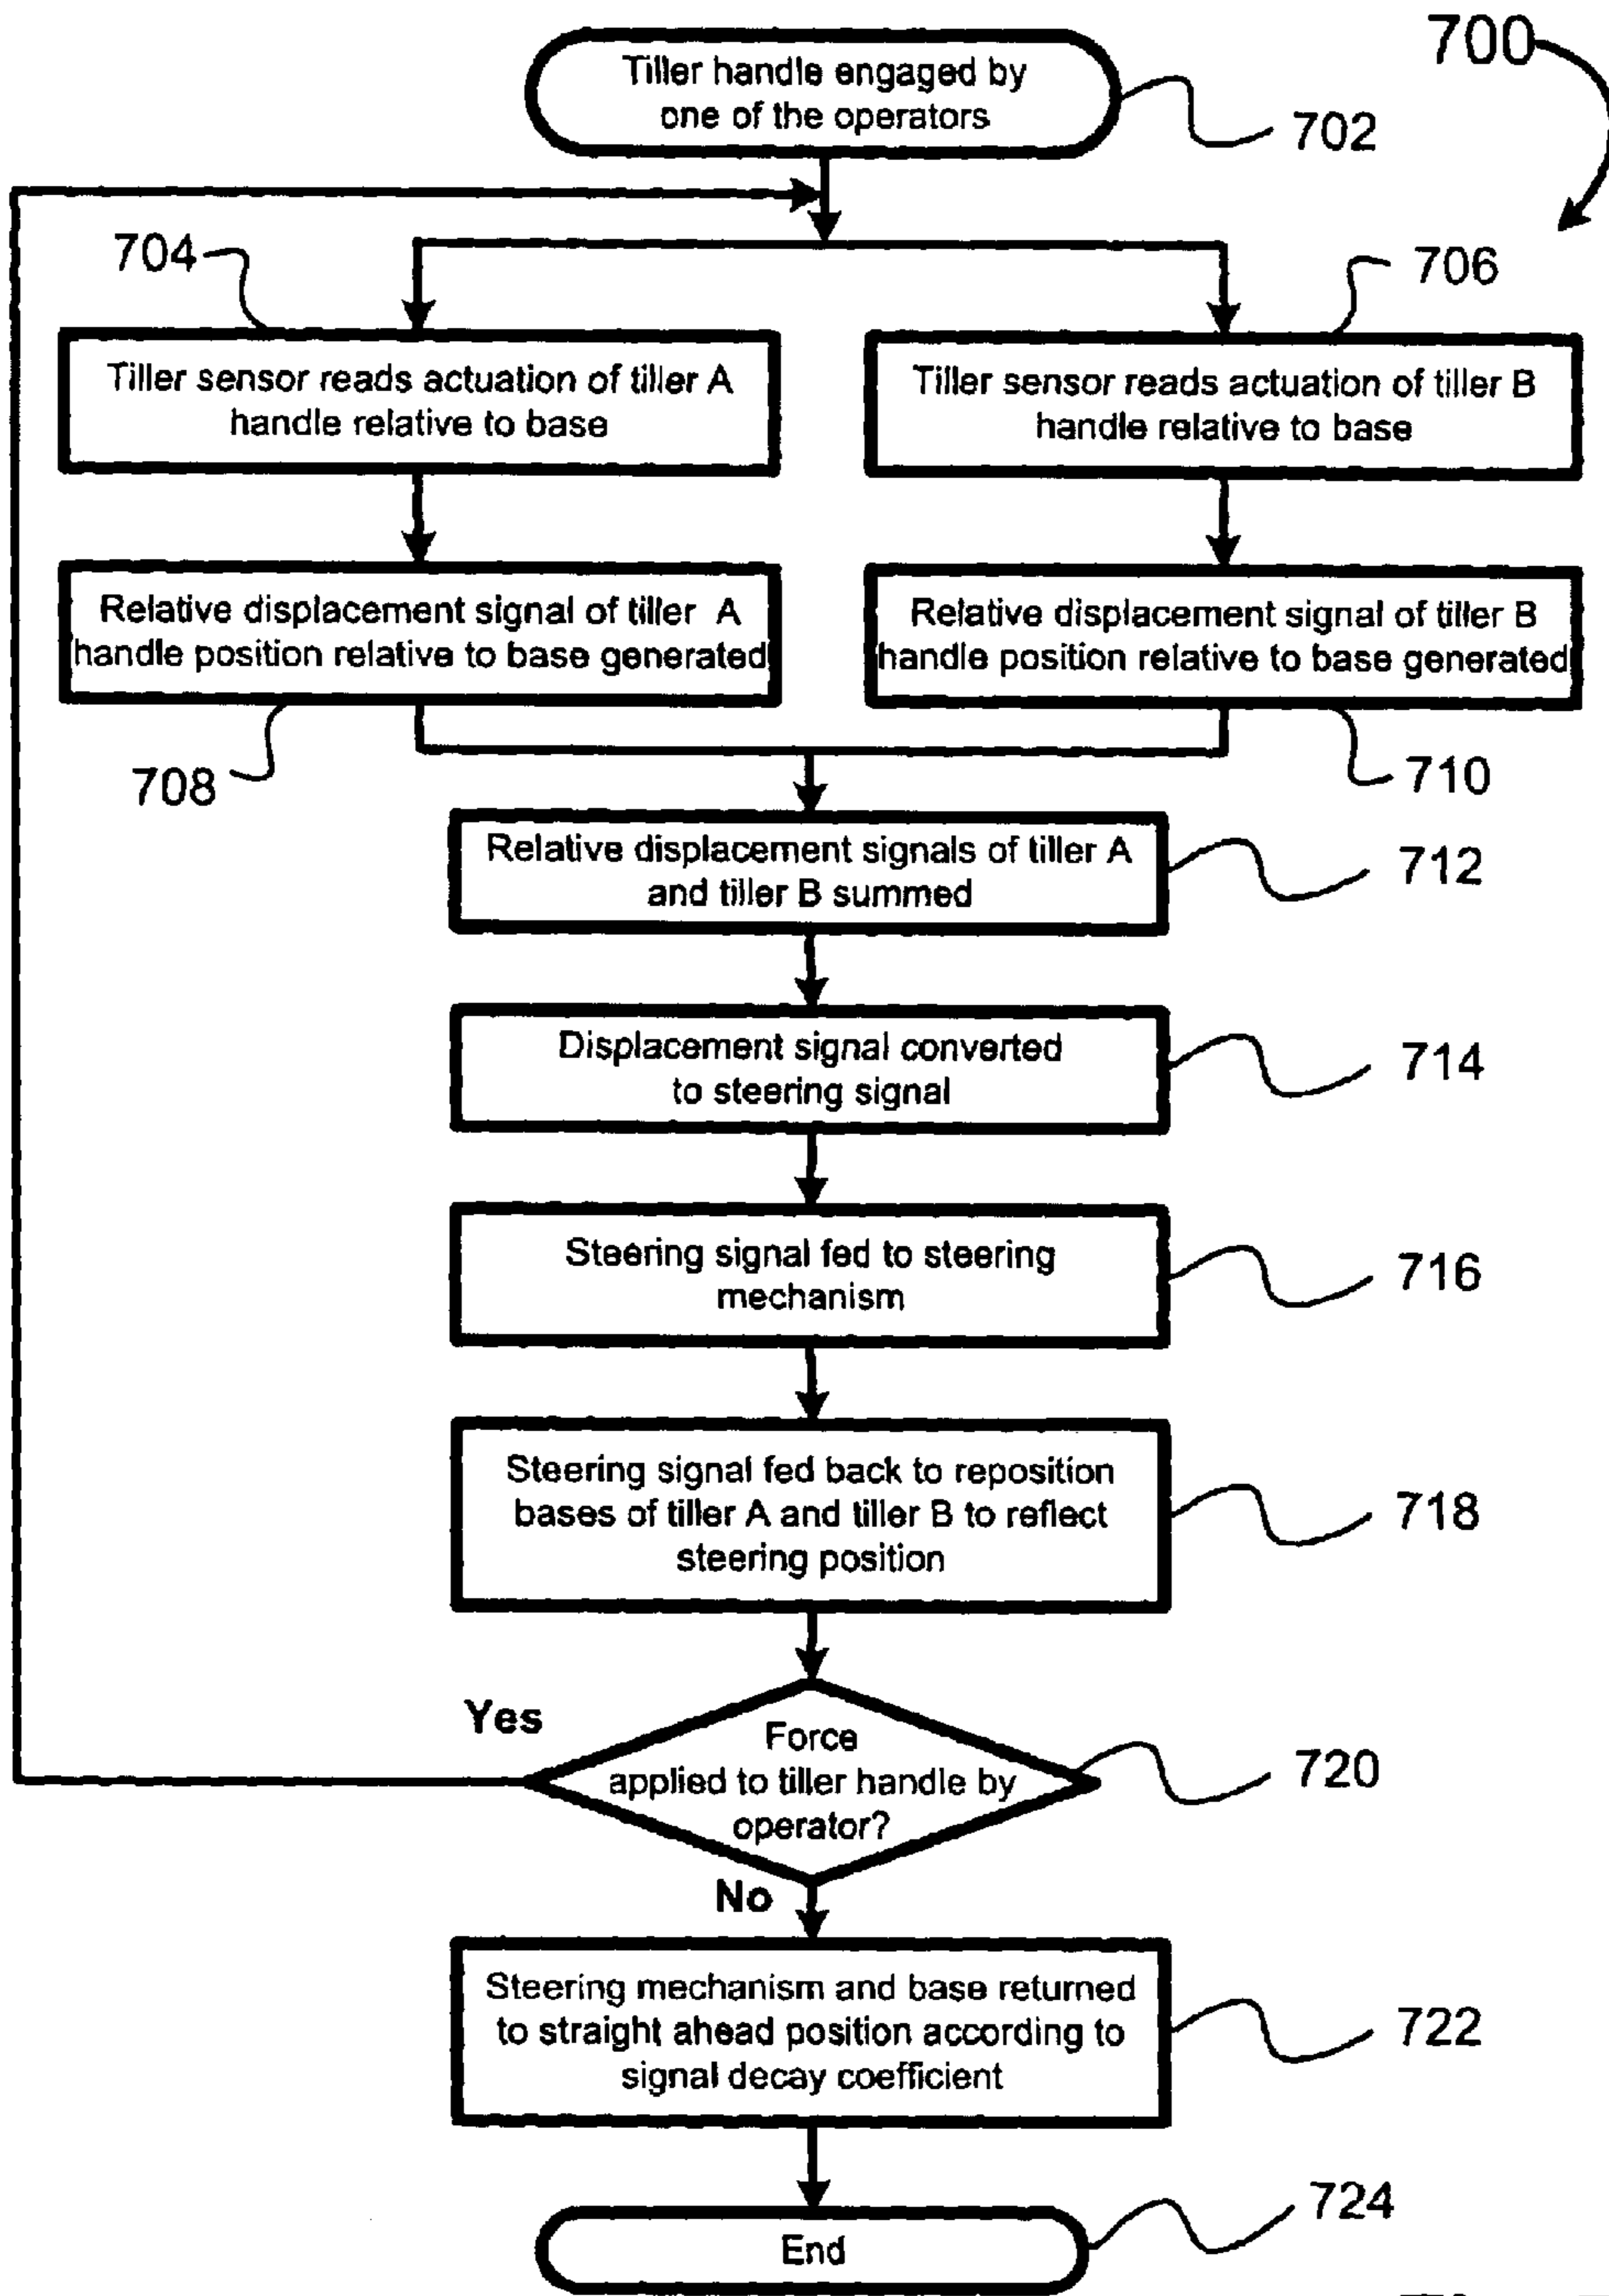 700
Tiller handle engaged by
one of the operators
702
704
706
Tiller sensor reads actuation of tiller A
handle relative to base
Tiller sensor reads actuation of tiller B
handle relative to base
Relative displacement signal of tiller A
handle position relative to base generated
Relative displacement signal of tiller B
handle position relative to base generated
708
710
Relative displacement signals of tiller A
and tiller B summed
712
Displacement signal converted
to steering signal
714
Steering signal fed to steering
mechanism
716
Steering signal fed back to reposition
bases of tiller A and tiller B to reflect
steering position
718
Yes
Force
applied to tiller handle by
operator?
720
No
Steering mechanism and base returned
to straight ahead position according to
signal decay coefficient
722
724
End